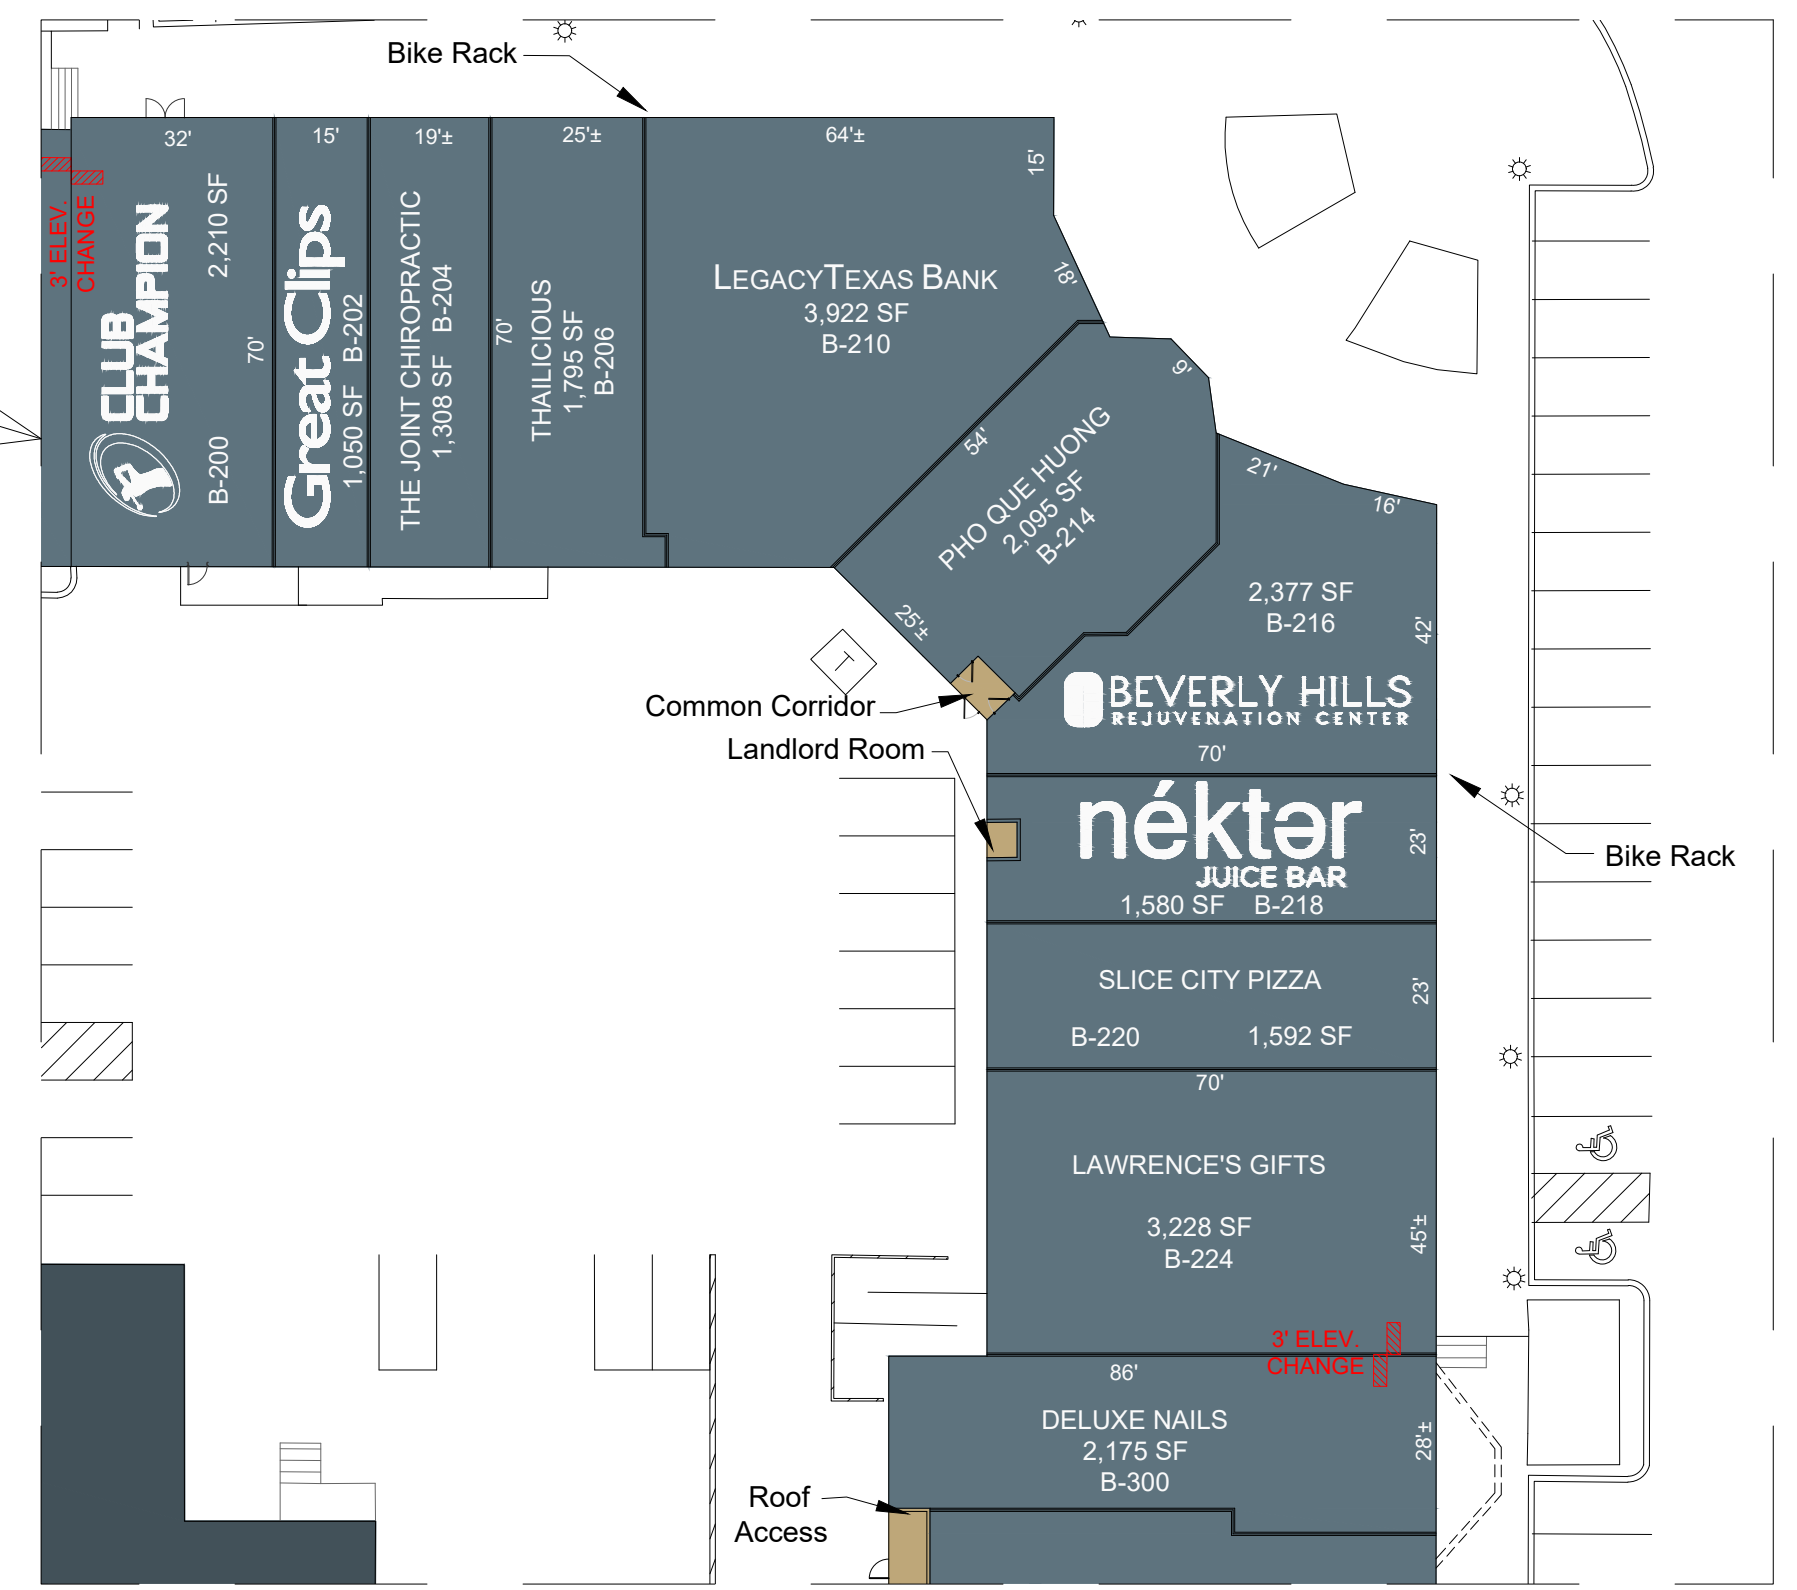 Bike Rack
32'
2,210 SF
CLUB
CHAMPION
B-200
70'
3' ELEV.
CHANGE
15'
Great Clips
1,050 SF B-202
19'±
THE JOINT CHIROPRACTIC
1,308 SF B-204
25'±
70'
THAILICIOUS
1,795 SF
B-206
64'±
15'
18'
LEGACYTEXAS BANK
3,922 SF
B-210
9'
54'
PHO QUE HUONG
2,095 SF
B-214
25'±
21'
16'
2,377 SF
B-216
42'
BEVERLY HILLS
REJUVENATION CENTER
70'
T
Common Corridor
Landlord Room
néktər
JUICE BAR
23'
1,580 SF B-218
Bike Rack
SLICE CITY PIZZA
23'
B-220 1,592 SF
70'
LAWRENCE'S GIFTS
3,228 SF
B-224
45'±
3' ELEV.
CHANGE
86'
DELUXE NAILS
2,175 SF
B-300
28'±
Roof
Access